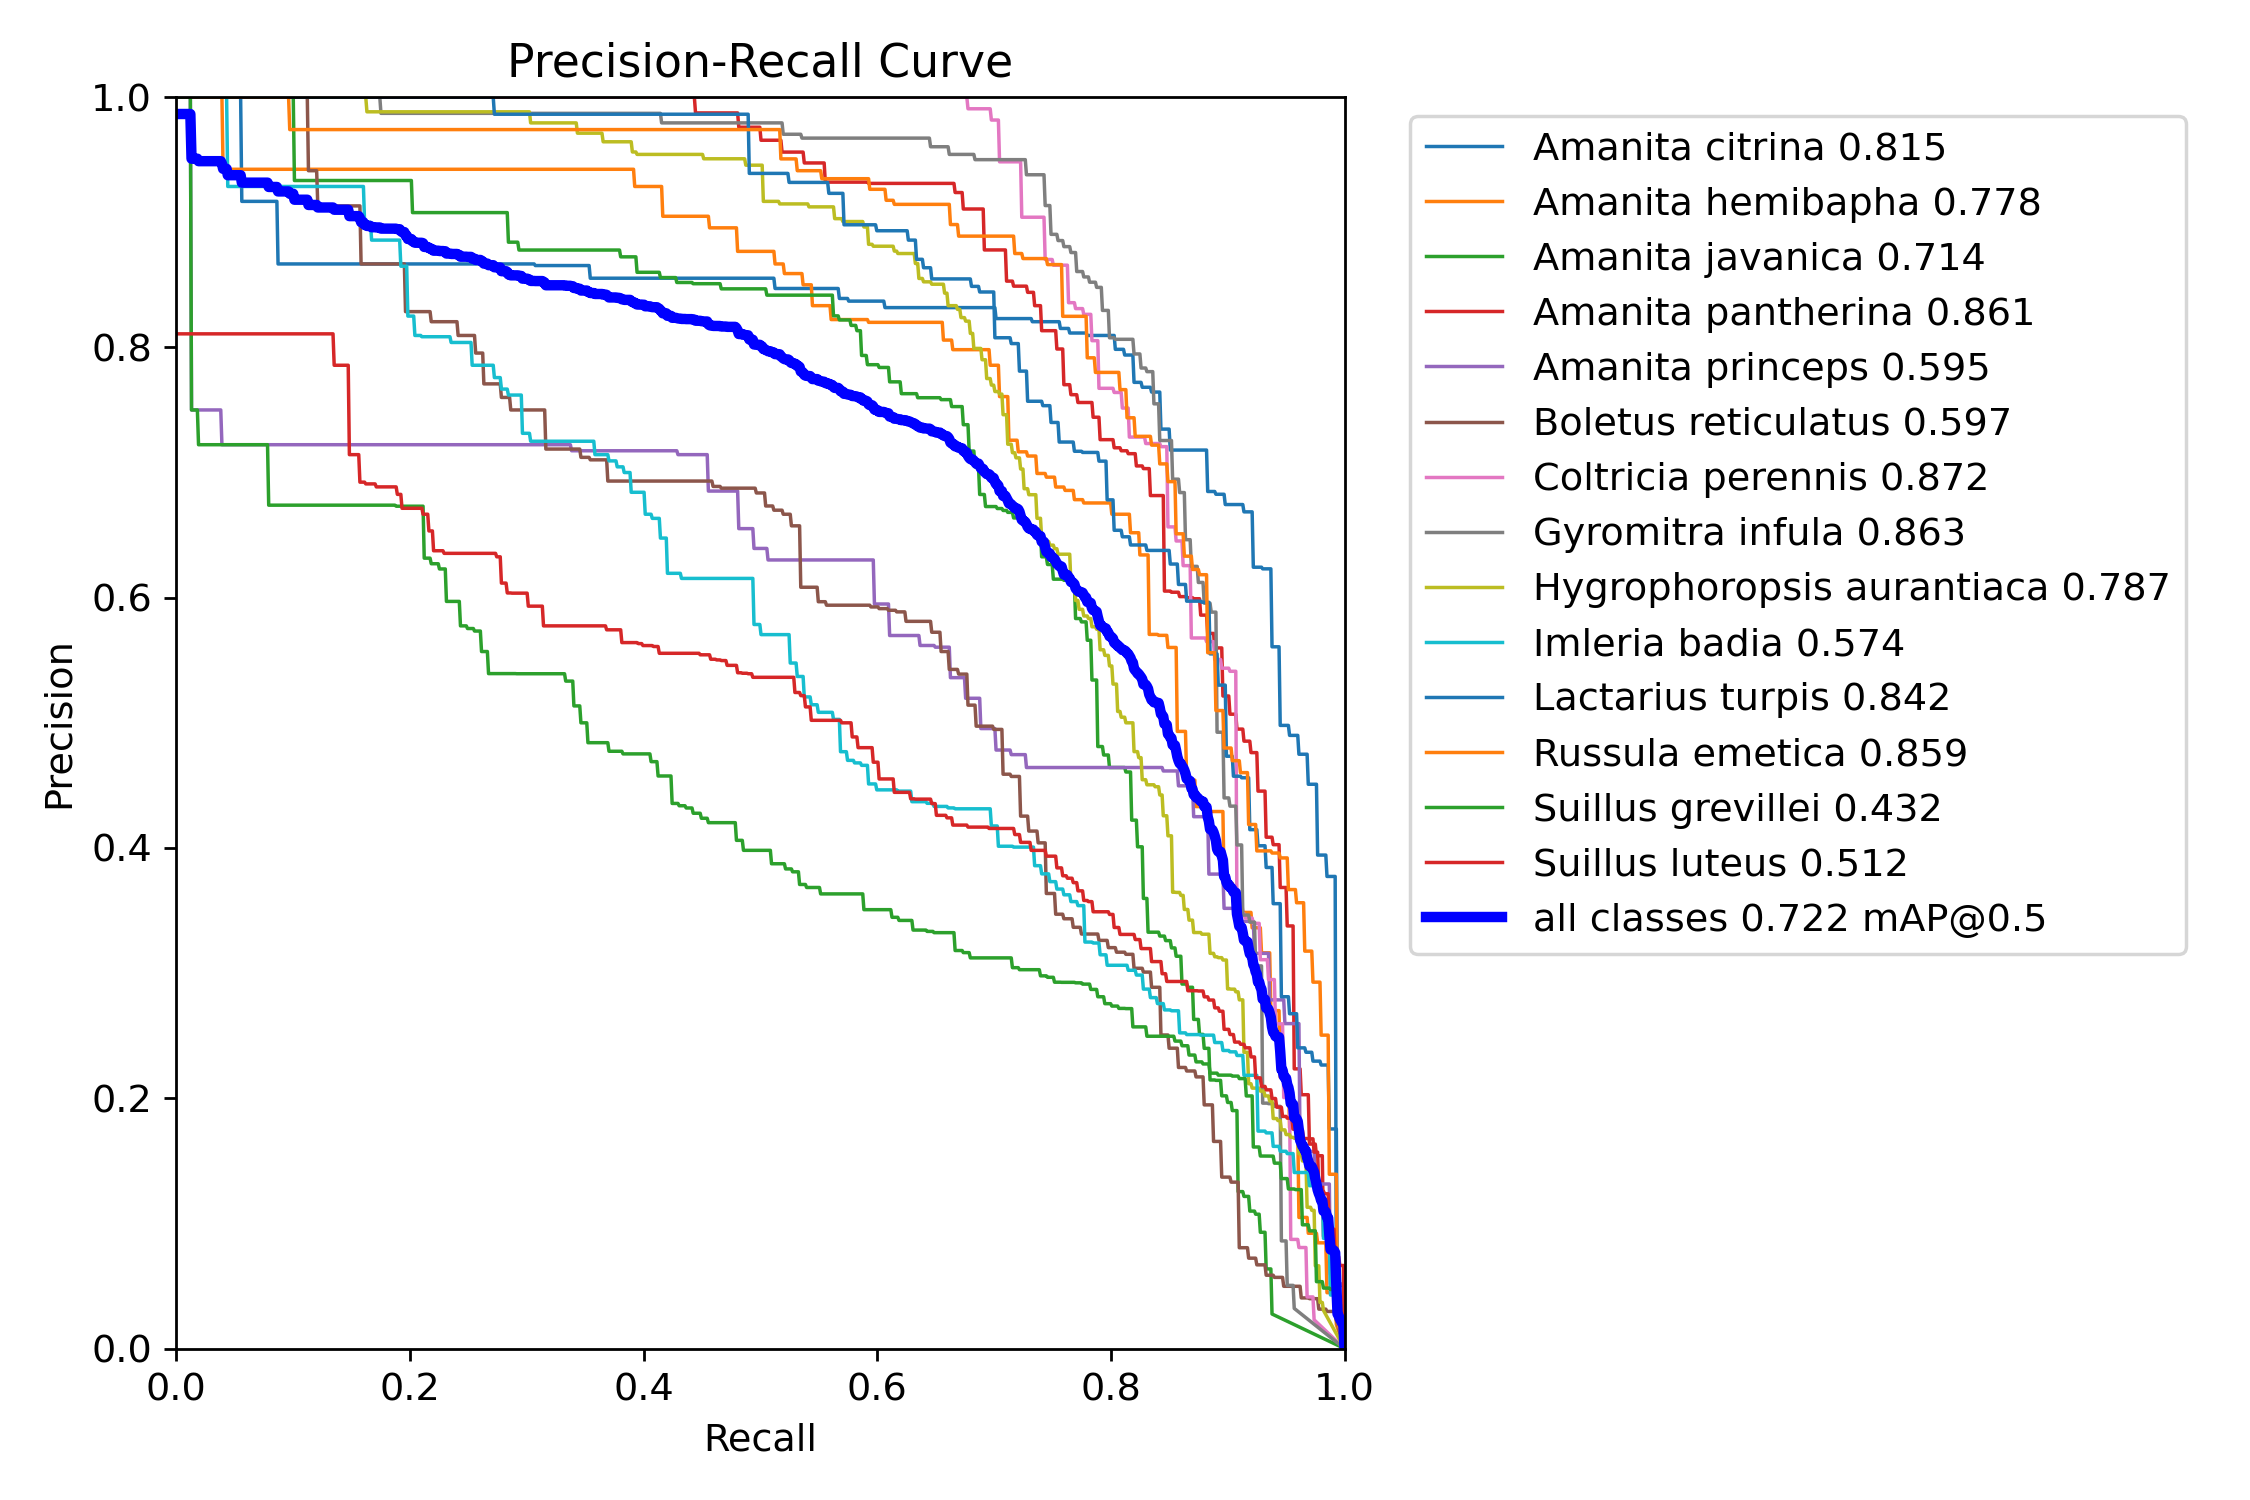 Precision-Recall Curve
1.0
0.8
0.6
0.4
0.2
0.0
Precision
0.0 0.2 0.4 0.6 0.8 1.0
Recall
Amanita citrina 0.815
Amanita hemibapha 0.778
Amanita javanica 0.714
Amanita pantherina 0.861
Amanita princeps 0.595
Boletus reticulatus 0.597
Coltricia perennis 0.872
Gyromitra infula 0.863
Hygrophoropsis aurantiaca 0.787
Imleria badia 0.574
Lactarius turpis 0.842
Russula emetica 0.859
Suillus grevillei 0.432
Suillus luteus 0.512
all classes 0.722 mAP@0.5